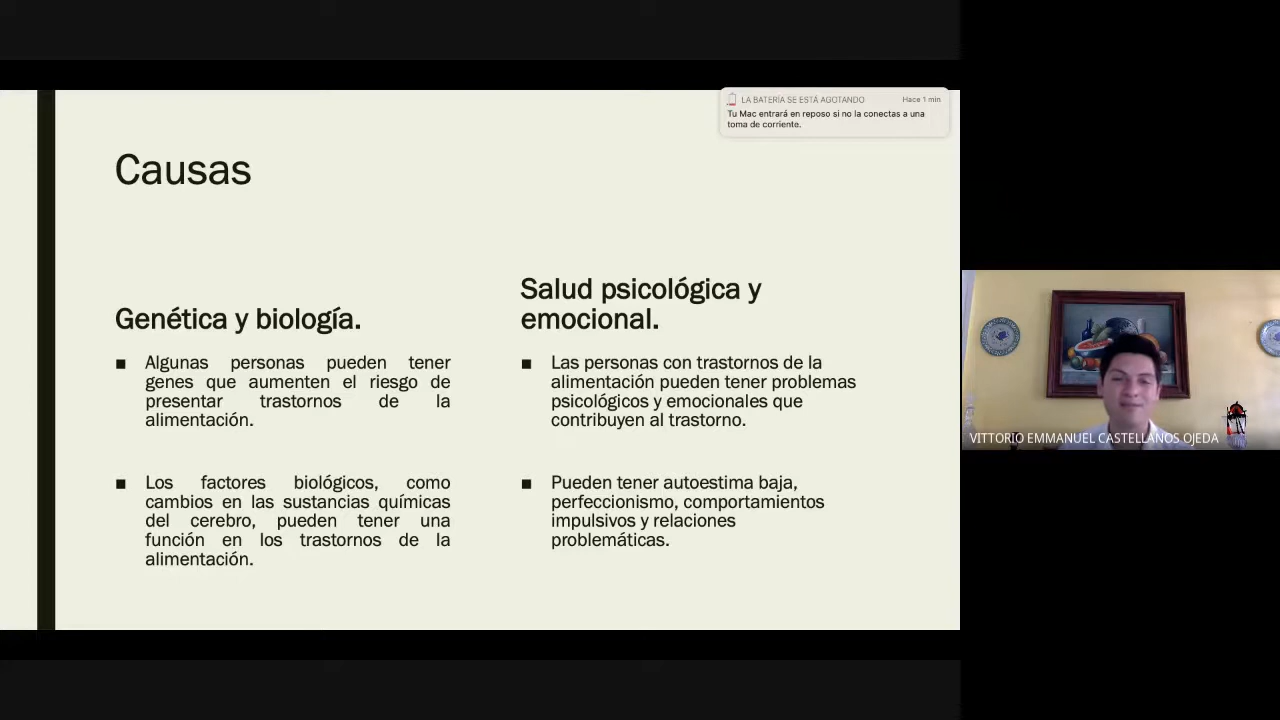 LA BATERÍA SE ESTÁ AGOTANDO Hace 1 min
Tu Mac entrará en reposo si no la conectas a una
toma de corriente.
Causas
Genética y biología.
■ Algunas personas pueden tener
genes que aumenten el riesgo de
presentar trastornos de la
alimentación.
■ Los factores biológicos, como
cambios en las sustancias químicas
del cerebro, pueden tener una
función en los trastornos de la
alimentación.
Salud psicológica y
emocional.
■ Las personas con trastornos de la
alimentación pueden tener problemas
psicológicos y emocionales que
contribuyen al trastorno.
■ Pueden tener autoestima baja,
perfeccionismo, comportamientos
impulsivos y relaciones
problemáticas.
VITTORIO EMMANUEL CASTELLANOS OJEDA